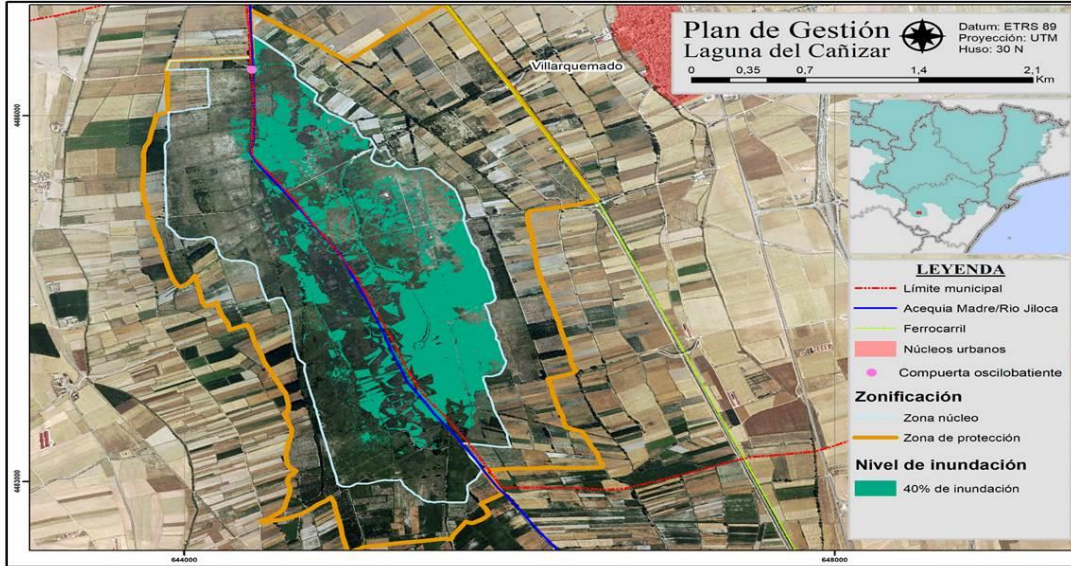 Plan de Gestión
Laguna del Cañizar
Datum: ETRS 89
Proyección: UTM
Huso: 30 N
0 0,35 0,7 1,4 2,1
Km
Villarquemado
4486000
4483000
644000
648000
LEYENDA
Límite municipal
Acequia Madre/Rio Jiloca
Ferrocarril
Núcleos urbanos
Compuerta oscilobatiente
Zonificación
Zona núcleo
Zona de protección
Nivel de inundación
40% de inundación